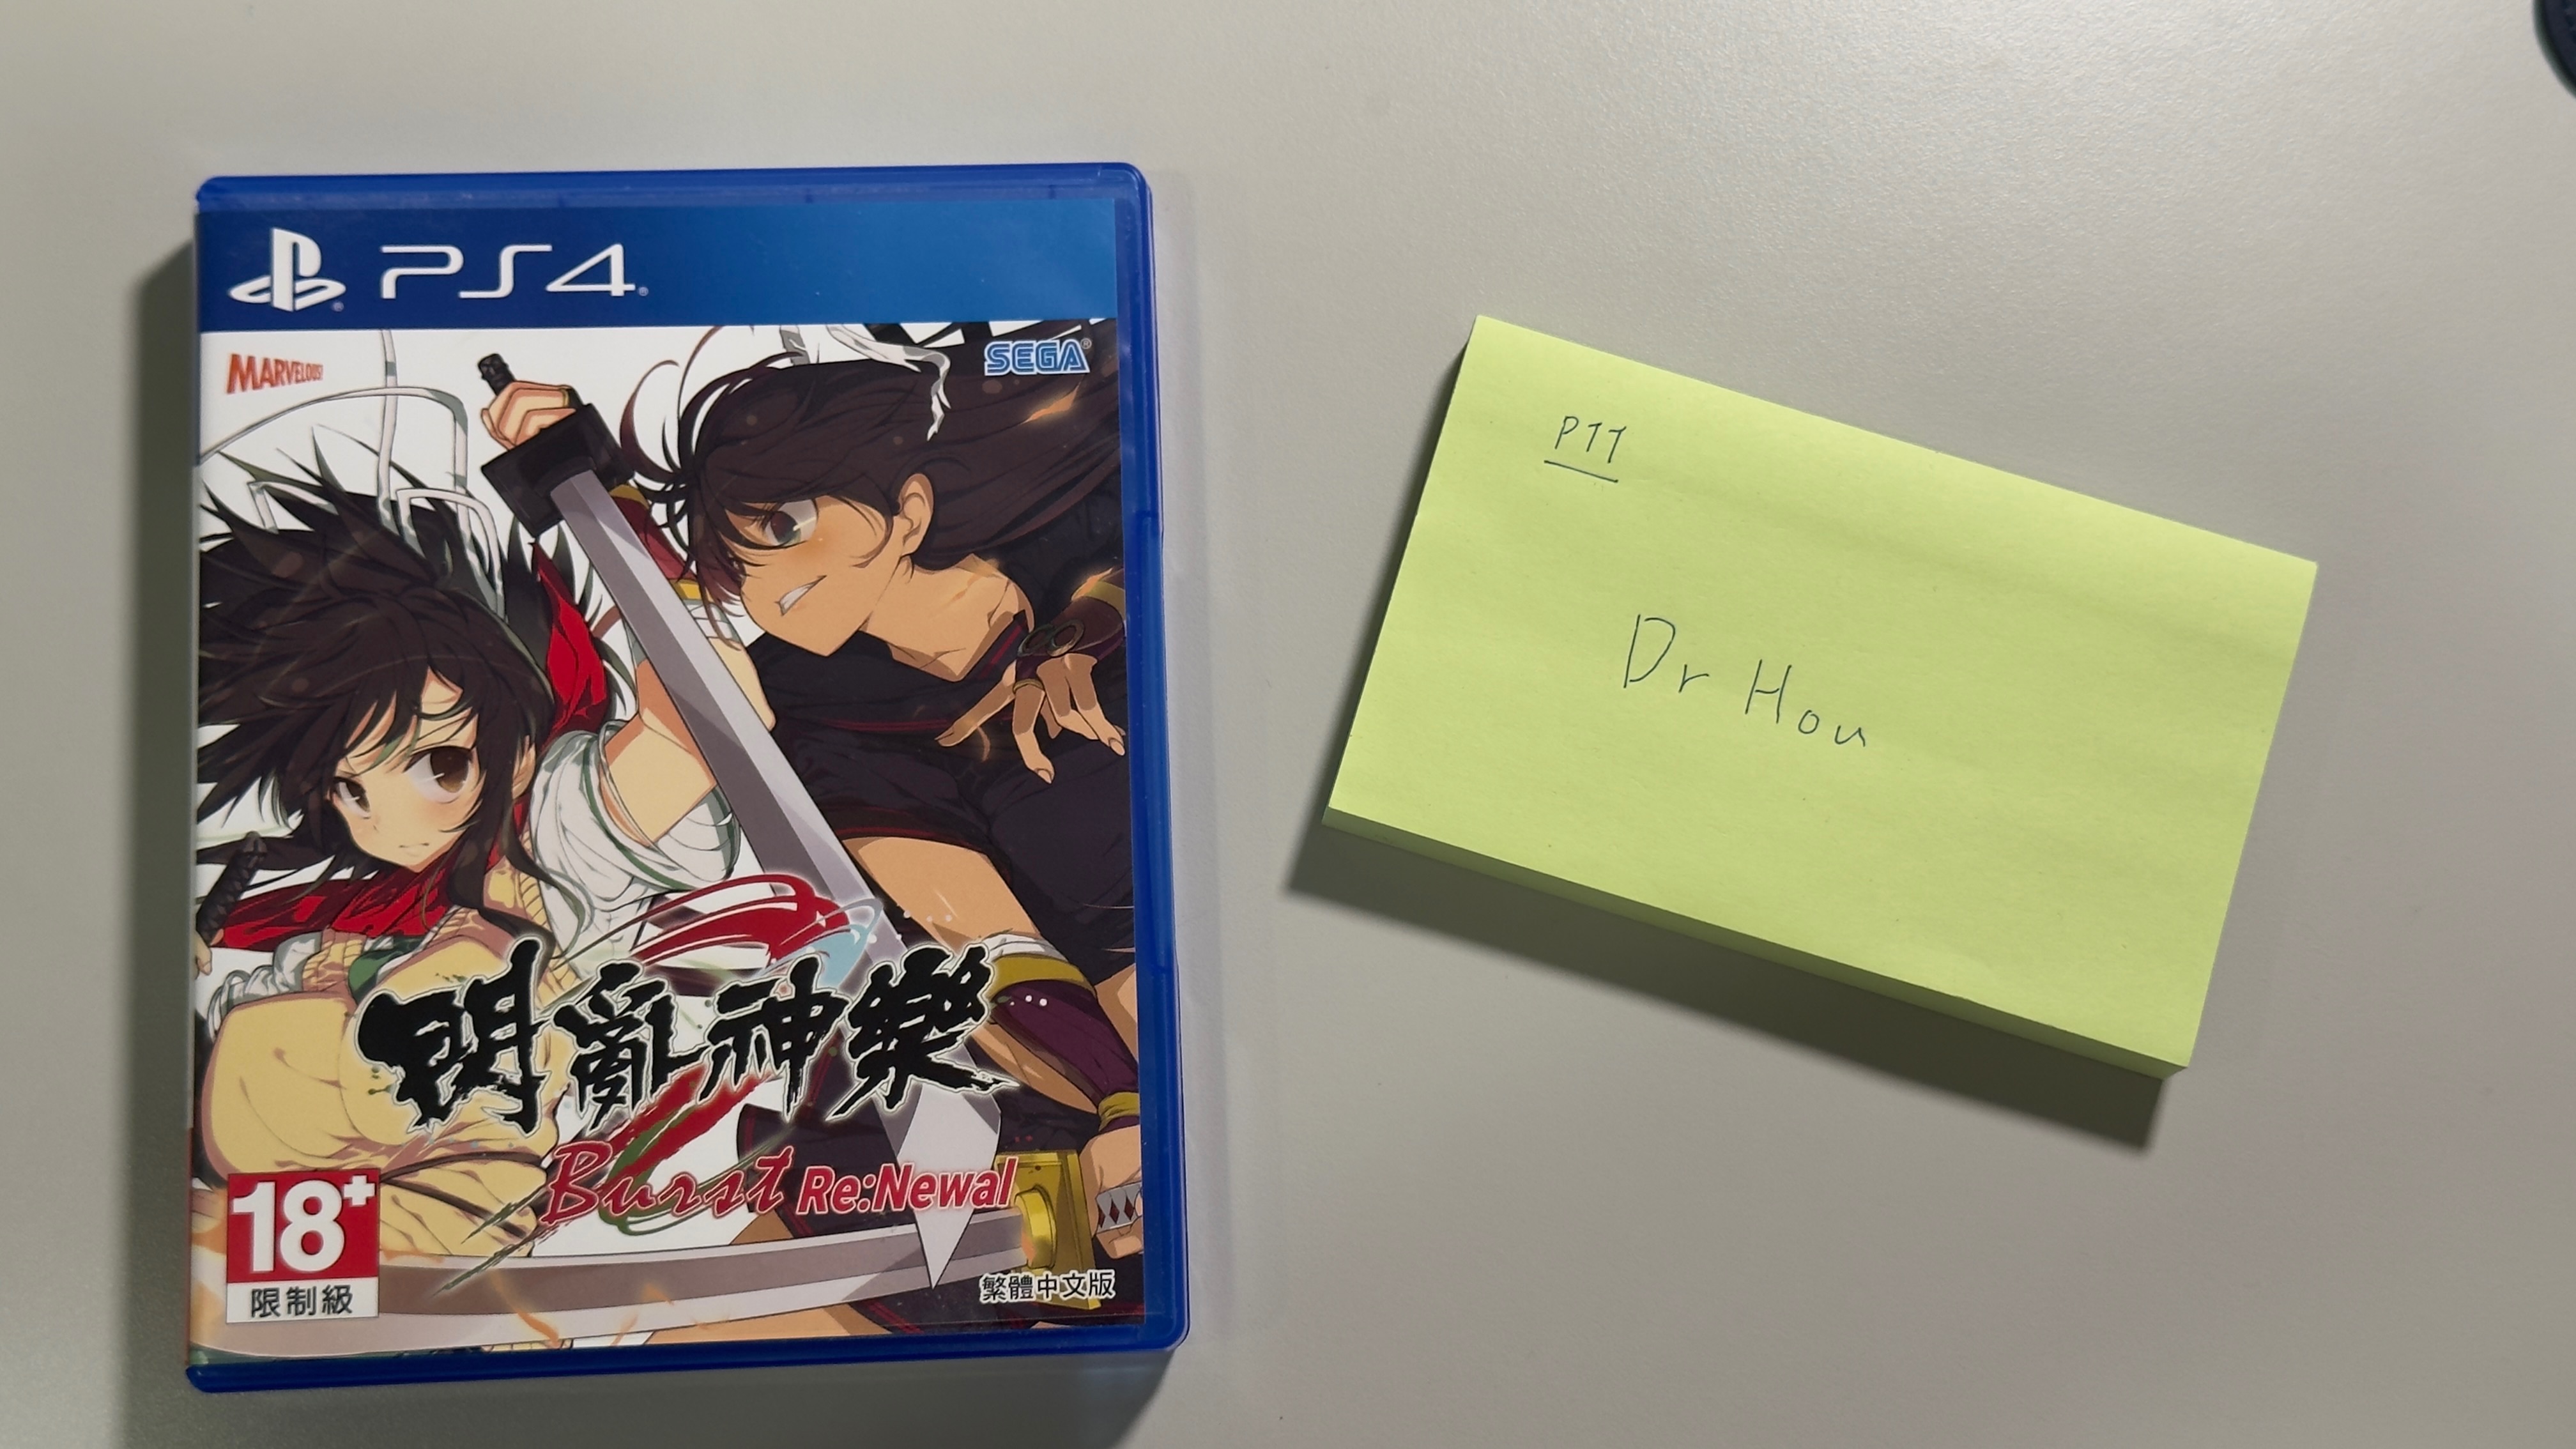 PS4
MARVELOUS!
SEGA
閃亂神樂
Burst Re:Newal
18+
限制級
繁體中文版
PTT
Dr Hou